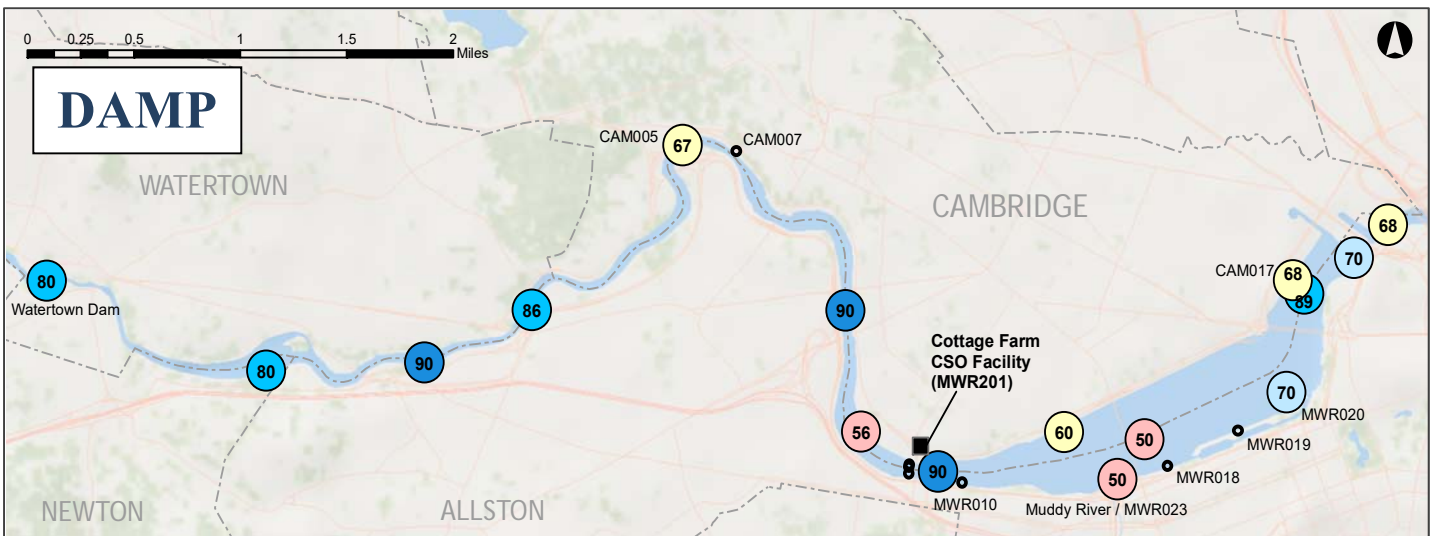 0 0.25 0.5 1 1.5 2
Miles
DAMP
CAM005
67
CAM007
WATERTOWN
CAMBRIDGE
68
70
CAM017
68
89
80
Watertown Dam
86
90
90
80
Cottage Farm
CSO Facility
(MWR201)
70
MWR020
56
60
50
MWR019
90
MWR018
50
MWR010
Muddy River / MWR023
NEWTON
ALLSTON